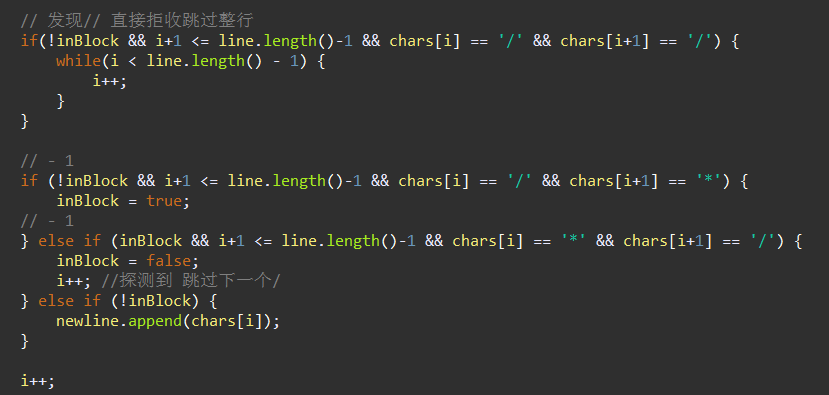 // 发现// 直接拒收跳过整行
if(!inBlock && i+1 <= line.length()-1 && chars[i] == '/' && chars[i+1] == '/') {
    while(i < line.length() - 1) {
        i++;
    }
}

// - 1
if (!inBlock && i+1 <= line.length()-1 && chars[i] == '/' && chars[i+1] == '*') {
    inBlock = true;
// - 1
} else if (inBlock && i+1 <= line.length()-1 && chars[i] == '*' && chars[i+1] == '/') {
    inBlock = false;
    i++; //探测到 跳过下一个/
} else if (!inBlock) {
    newline.append(chars[i]);
}

i++;